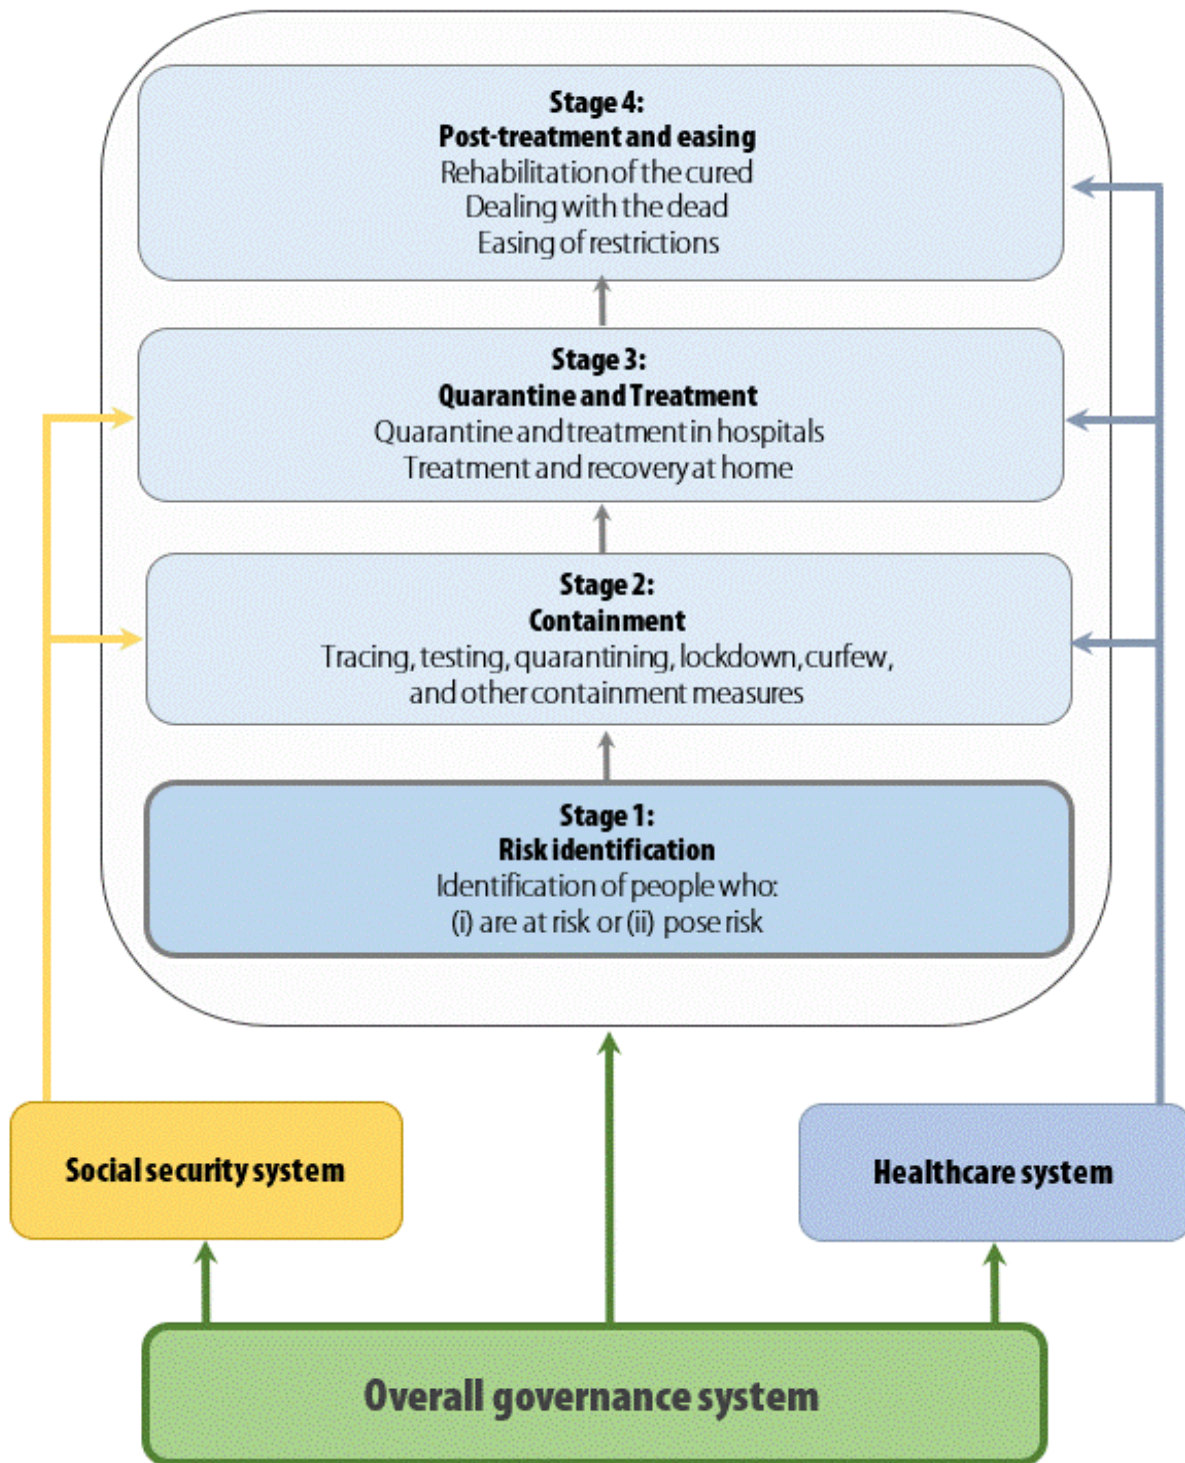 Stage 4:
Post-treatment and easing
Rehabilitation of the cured
Dealing with the dead
Easing of restrictions
Stage 3:
Quarantine and Treatment
Quarantine and treatment in hospitals
Treatment and recovery at home
Stage 2:
Containment
Tracing, testing, quarantining, lockdown, curfew,
and other containment measures
Stage 1:
Risk identification
Identification of people who:
(i) are at risk or (ii) pose risk
Social security system
Healthcare system
Overall governance system